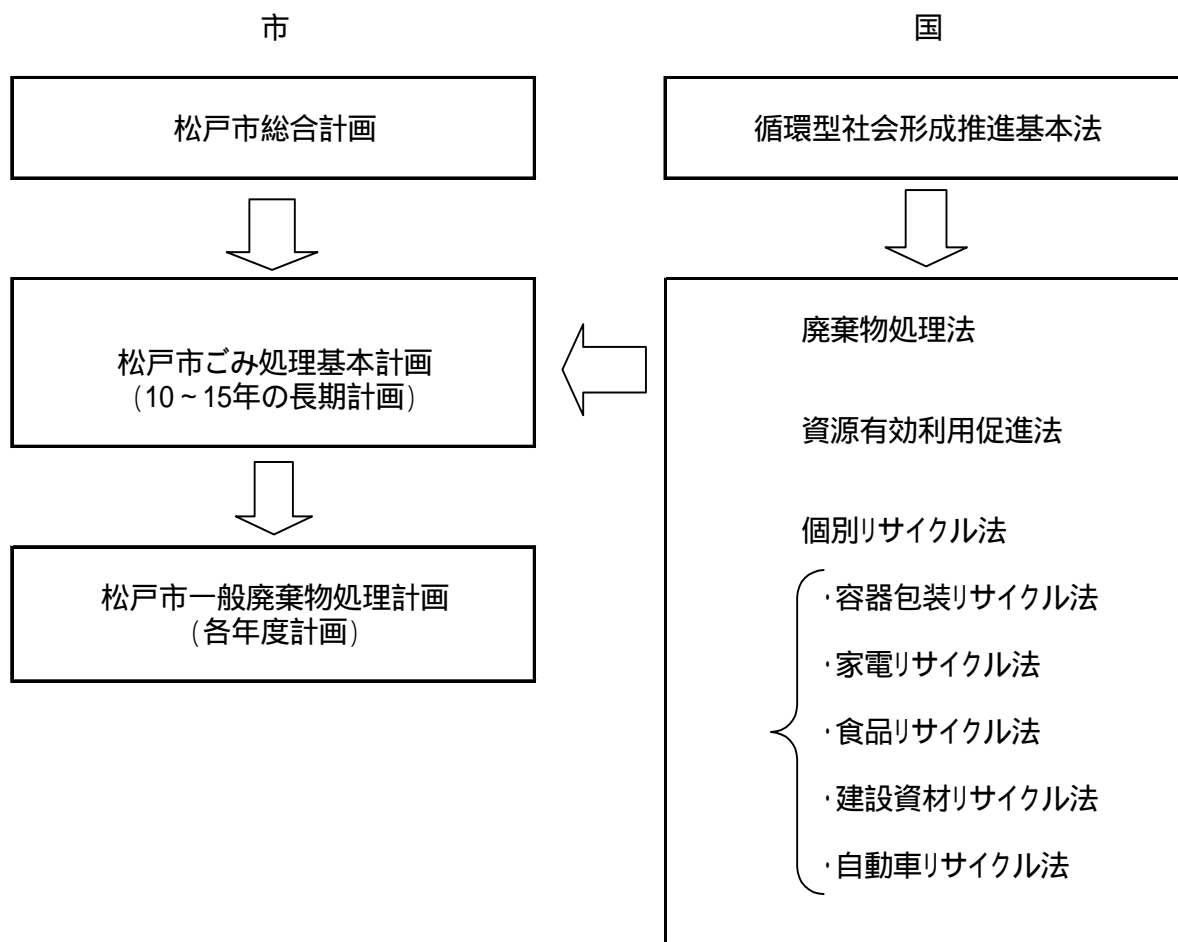 市
国
松戸市総合計画
循環型社会形成推進基本法
松戸市ごみ処理基本計画
(10~15年の長期計画)
松戸市一般廃棄物処理計画
(各年度計画)
廃棄物処理法
資源有効利用促進法
個別リサイクル法
・容器包装リサイクル法
・家電リサイクル法
・食品リサイクル法
・建設資材リサイクル法
・自動車リサイクル法